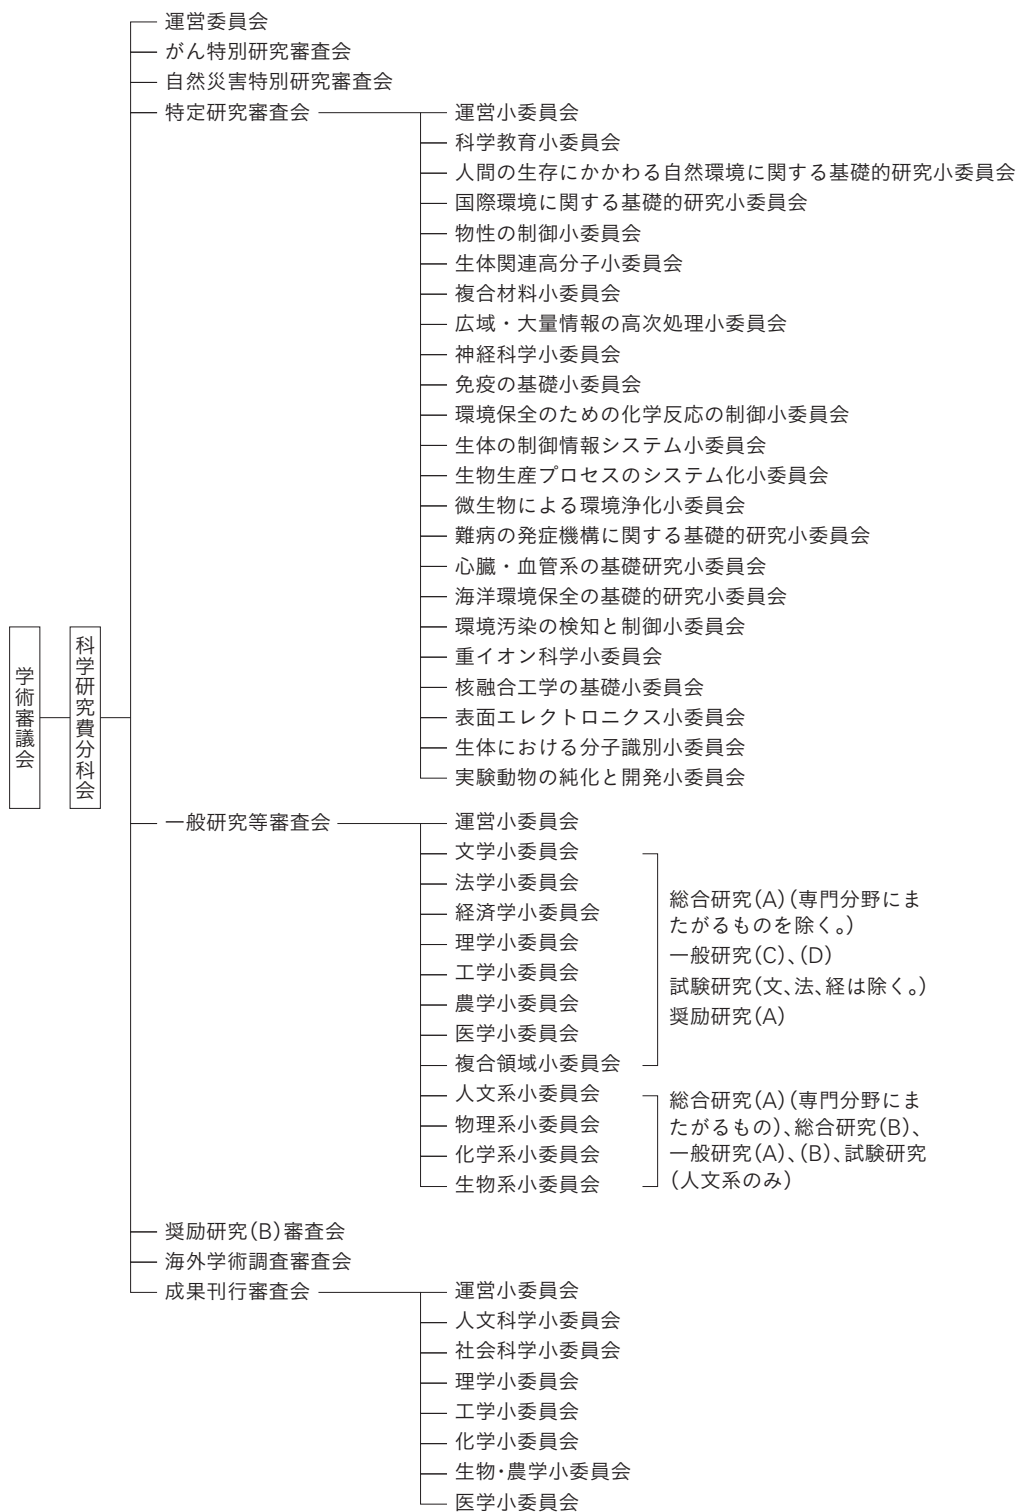 学術審議会
科学研究費分科会
運営委員会
がん特別研究審査会
自然災害特別研究審査会
特定研究審査会
運営小委員会
科学教育小委員会
人間の生存にかかわる自然環境に関する基礎的研究小委員会
国際環境に関する基礎的研究小委員会
物性の制御小委員会
生体関連高分子小委員会
複合材料小委員会
広域・大量情報の高次処理小委員会
神経科学小委員会
免疫の基礎小委員会
環境保全のための化学反応の制御小委員会
生体の制御情報システム小委員会
生物生産プロセスのシステム化小委員会
微生物による環境浄化小委員会
難病の発症機構に関する基礎的研究小委員会
心臓・血管系の基礎研究小委員会
海洋環境保全の基礎的研究小委員会
環境汚染の検知と制御小委員会
重イオン科学小委員会
核融合工学の基礎小委員会
表面エレクトロニクス小委員会
生体における分子識別小委員会
実験動物の純化と開発小委員会
一般研究等審査会
運営小委員会
文学小委員会
法学小委員会
経済学小委員会
理学小委員会
工学小委員会
農学小委員会
医学小委員会
複合領域小委員会
総合研究(A)(専門分野にま
たがるものを除く。)
一般研究(C)、(D)
試験研究(文、法、経は除く。)
奨励研究(A)
人文系小委員会
物理系小委員会
化学系小委員会
生物系小委員会
総合研究(A)(専門分野にま
たがるもの)、総合研究(B)、
一般研究(A)、(B)、試験研究
(人文系のみ)
奨励研究(B)審査会
海外学術調査審査会
成果刊行審査会
運営小委員会
人文科学小委員会
社会科学小委員会
理学小委員会
工学小委員会
化学小委員会
生物・農学小委員会
医学小委員会